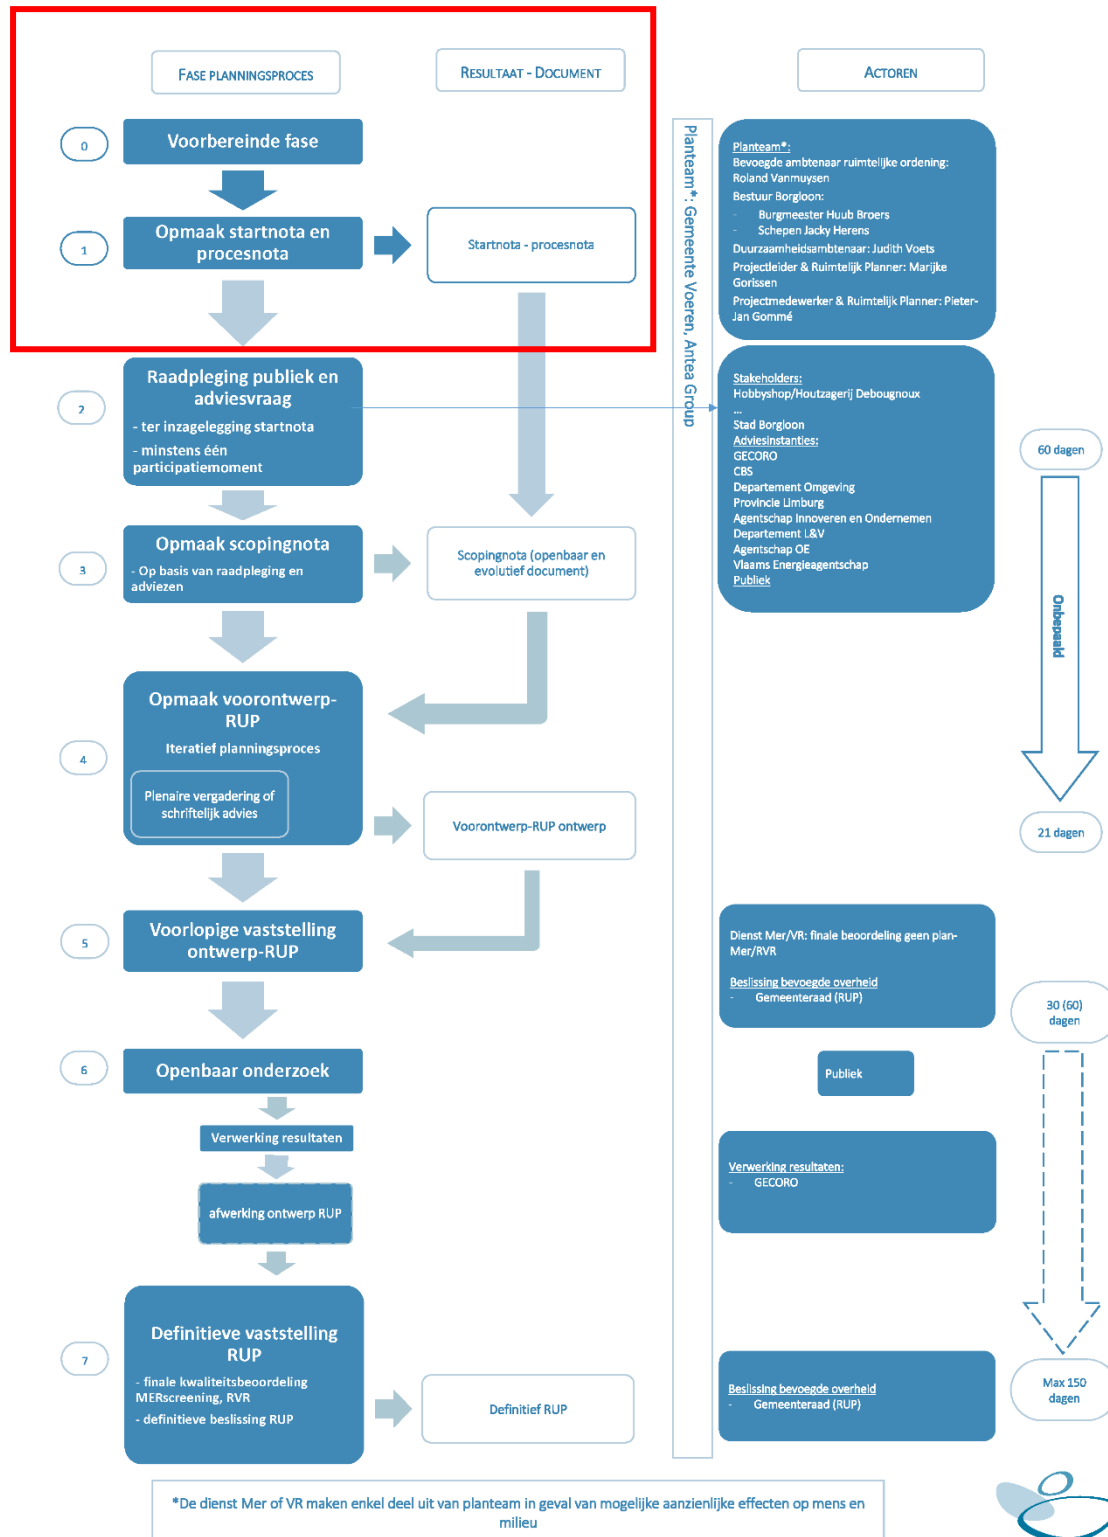 FASE PLANNINGSPROCES
RESULTAAT - DOCUMENT
ACTOREN
0
Voorbereinde fase
1
Opmaak startnota en
procesnota
Startnota - procesnota
2
Raadpleging publiek en
adviesvraag
- ter inzagelegging startnota
- minstens één
participatiemoment
3
Opmaak scopingnota
- Op basis van raadpleging en
adviezen
Scopingnota (openbaar en
evolutief document)
4
Opmaak voorontwerp-
RUP
Iteratief planningsproces
Plenaire vergadering of
schriftelijk advies
Voorontwerp-RUP ontwerp
5
Voorlopige vaststelling
ontwerp-RUP
6
Openbaar onderzoek
Verwerking resultaten
afwerking ontwerp RUP
7
Definitieve vaststelling
RUP
- finale kwaliteitsbeoordeling
MERscreening, RVR
- definitieve beslissing RUP
Definitief RUP
Planteam*: Gemeente Voeren, Antea Group
Planteam*:
Bevoegde ambtenaar ruimtelijke ordening:
Roland Vanmuysen
Bestuur Borgloon:
- Burgmeester Huub Broers
- Schepen Jacky Herens
Duurzaamheidsambtenaar: Judith Voets
Projectleider & Ruimtelijk Planner: Marijke
Gorissen
Projectmedewerker & Ruimtelijk Planner: Pieter-
Jan Gommé
Stakeholders:
Hobbyshop/Houtzagerij Debougnoux
...
Stad Borgloon
Adviesinstanties:
GECORO
CBS
Departement Omgeving
Provincie Limburg
Agentschap Innoveren en Ondernemen
Departement L&V
Agentschap OE
Vlaams Energieagentschap
Publiek
Dienst Mer/VR: finale beoordeling geen plan-
Mer/RVR
Beslissing bevoegde overheid
- Gemeenteraad (RUP)
Publiek
Verwerking resultaten:
- GECORO
Beslissing bevoegde overheid
- Gemeenteraad (RUP)
60 dagen
Onbepaald
21 dagen
30 (60)
dagen
Max 150
dagen
*De dienst Mer of VR maken enkel deel uit van planteam in geval van mogelijke aanzienlijke effecten op mens en
milieu